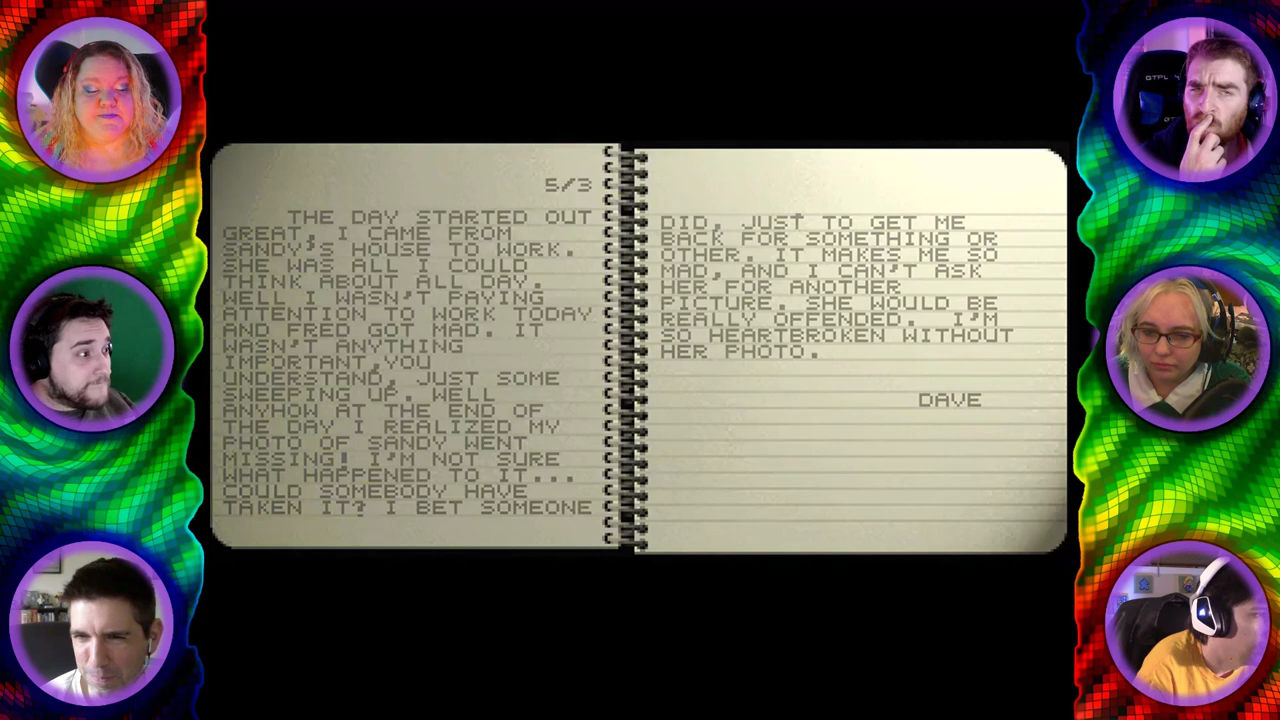 5/3
THE DAY STARTED OUT
GREAT, I CAME FROM
SANDY'S HOUSE TO WORK.
SHE WAS ALL I COULD
THINK ABOUT ALL DAY.
WELL I WASN'T PAYING
ATTENTION TO WORK TODAY
AND FRED GOT MAD. IT
WASN'T ANYTHING
IMPORTANT,YOU
UNDERSTAND, JUST SOME
SWEEPING UP. WELL
ANYHOW AT THE END OF
THE DAY I REALIZED MY
PHOTO OF SANDY WENT
MISSING! I'M NOT SURE
WHAT HAPPENED TO IT...
COULD SOMEBODY HAVE
TAKEN IT? I BET SOMEONE
DID, JUST TO GET ME
BACK FOR SOMETHING OR
OTHER. IT MAKES ME SO
MAD, AND I CAN'T ASK
HER FOR ANOTHER
PICTURE. SHE WOULD BE
REALLY OFFENDED. I'M
SO HEARTBROKEN WITHOUT
HER PHOTO.
DAVE
GTPL